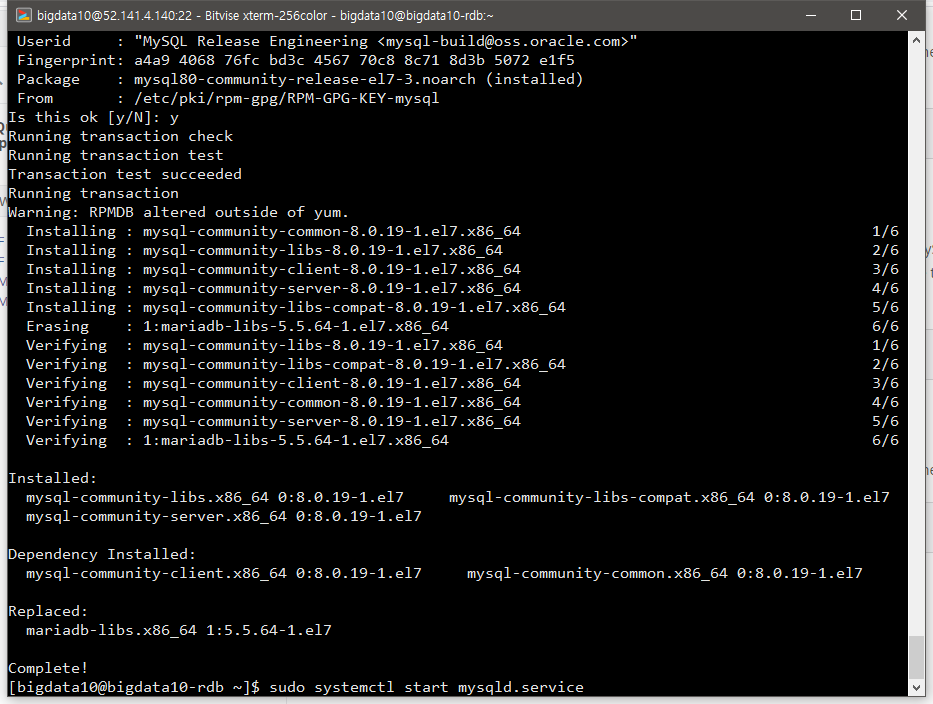 bigdata10@52.141.4.140:22 - Bitvise xterm-256color - bigdata10@bigdata10-rdb:~
Userid     : "MySQL Release Engineering <mysql-build@oss.oracle.com>"
Fingerprint: a4a9 4068 76fc bd3c 4567 70c8 8c71 8d3b 5072 e1f5
Package    : mysql80-community-release-el7-3.noarch (installed)
From       : /etc/pki/rpm-gpg/RPM-GPG-KEY-mysql
Is this ok [y/N]: y
Running transaction check
Running transaction test
Transaction test succeeded
Running transaction
Warning: RPMDB altered outside of yum.
  Installing : mysql-community-common-8.0.19-1.el7.x86_64 1/6
  Installing : mysql-community-libs-8.0.19-1.el7.x86_64 2/6
  Installing : mysql-community-client-8.0.19-1.el7.x86_64 3/6
  Installing : mysql-community-server-8.0.19-1.el7.x86_64 4/6
  Installing : mysql-community-libs-compat-8.0.19-1.el7.x86_64 5/6
  Erasing    : 1:mariadb-libs-5.5.64-1.el7.x86_64 6/6
  Verifying  : mysql-community-libs-8.0.19-1.el7.x86_64 1/6
  Verifying  : mysql-community-libs-compat-8.0.19-1.el7.x86_64 2/6
  Verifying  : mysql-community-client-8.0.19-1.el7.x86_64 3/6
  Verifying  : mysql-community-common-8.0.19-1.el7.x86_64 4/6
  Verifying  : mysql-community-server-8.0.19-1.el7.x86_64 5/6
  Verifying  : 1:mariadb-libs-5.5.64-1.el7.x86_64 6/6
Installed:
  mysql-community-libs.x86_64 0:8.0.19-1.el7     mysql-community-libs-compat.x86_64 0:8.0.19-1.el7
  mysql-community-server.x86_64 0:8.0.19-1.el7
Dependency Installed:
  mysql-community-client.x86_64 0:8.0.19-1.el7     mysql-community-common.x86_64 0:8.0.19-1.el7
Replaced:
  mariadb-libs.x86_64 1:5.5.64-1.el7
Complete!
[bigdata10@bigdata10-rdb ~]$ sudo systemctl start mysqld.service